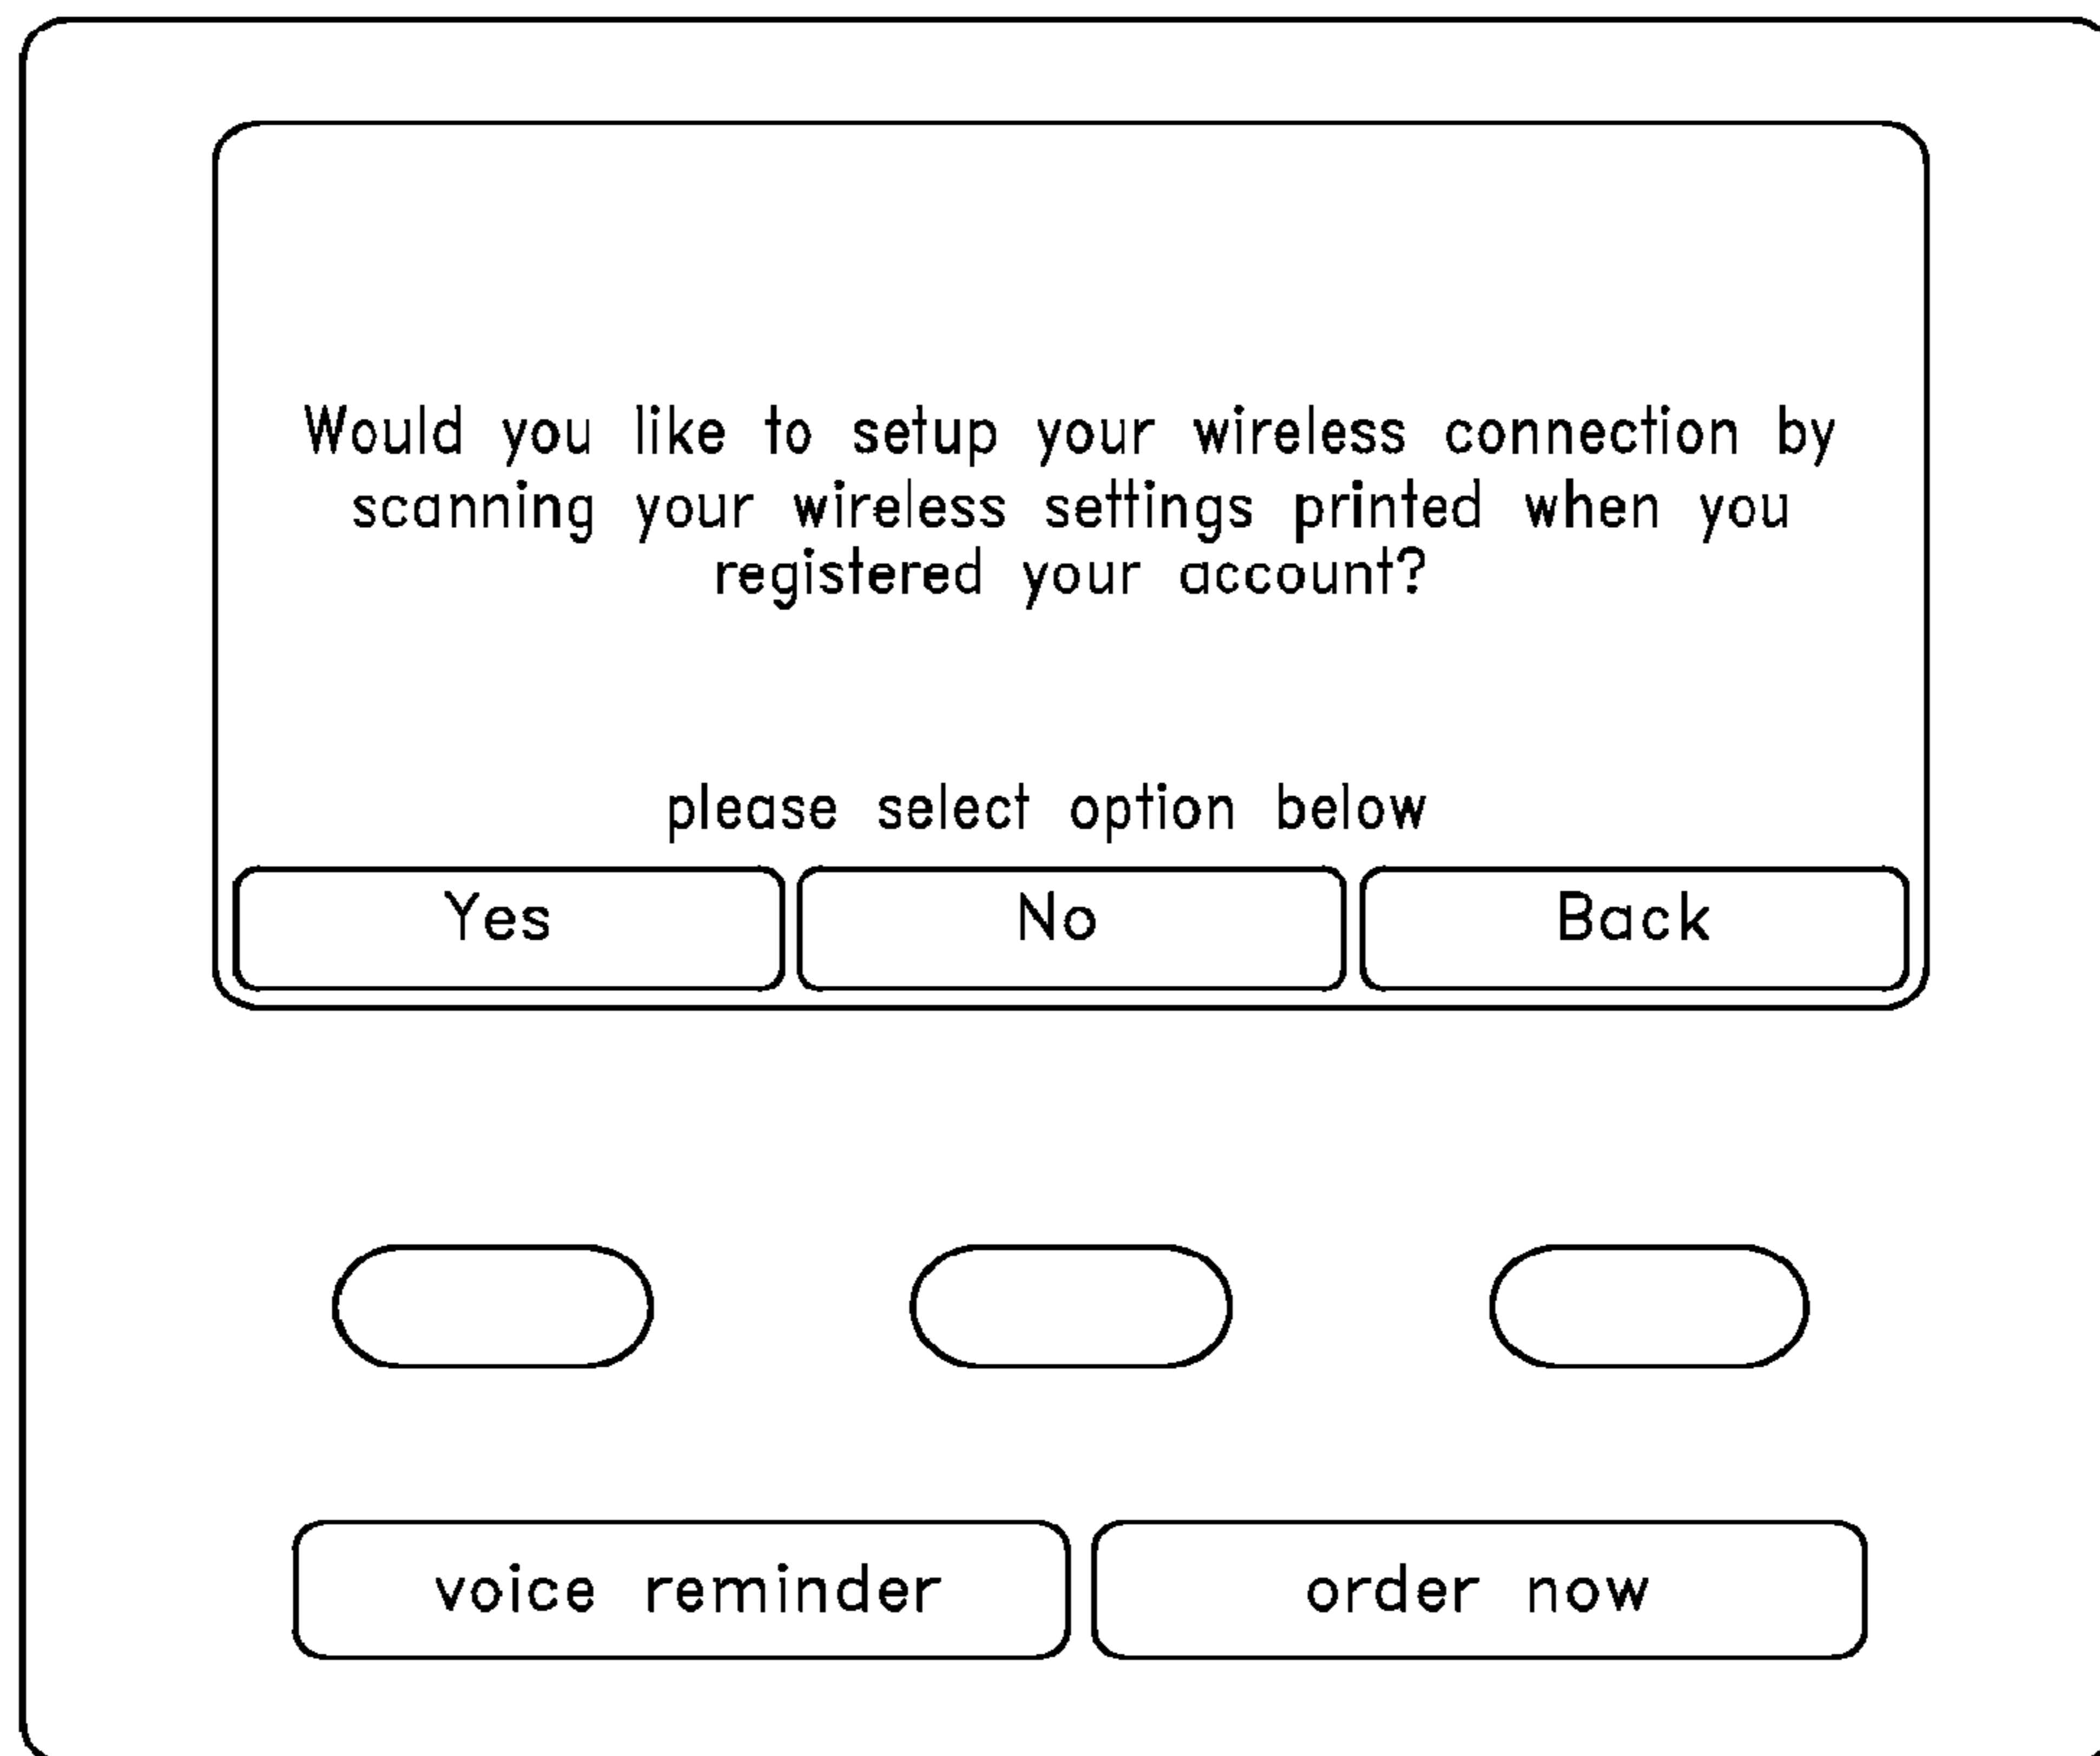 Would you like to setup your wireless connection by
scanning your wireless settings printed when you
registered your account?
please select option below
Yes No Back
voice reminder order now